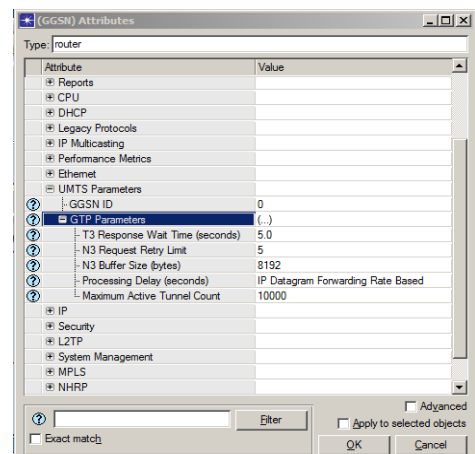 (GGSN) Attributes
Type: router
Attribute Value
Reports
CPU
DHCP
Legacy Protocols
IP Multicasting
Performance Metrics
Ethernet
UMTS Parameters
GGSN ID 0
GTP Parameters (...)
T3 Response Wait Time (seconds) 5.0
N3 Request Retry Limit 5
N3 Buffer Size (bytes) 8192
Processing Delay (seconds) IP Datagram Forwarding Rate Based
Maximum Active Tunnel Count 10000
IP
Security
L2TP
System Management
MPLS
NHRP
Advanced
Filter
Apply to selected objects
Exact match
OK Cancel